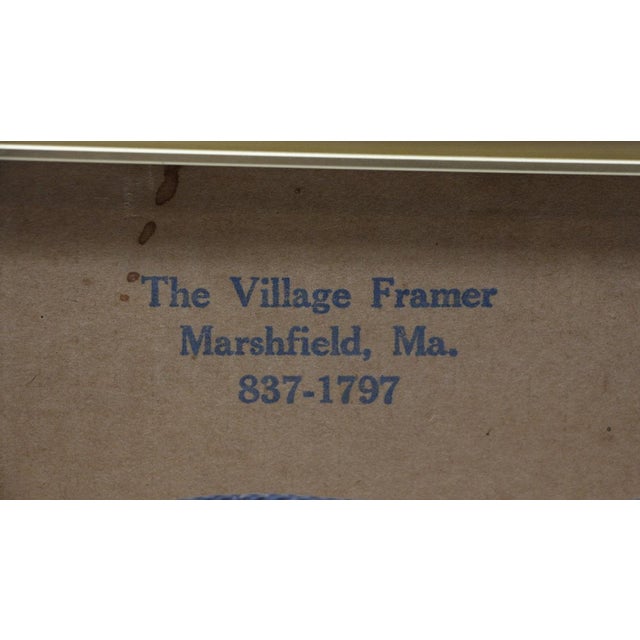 The Village Framer
Marshfield, Ma.
837-1797